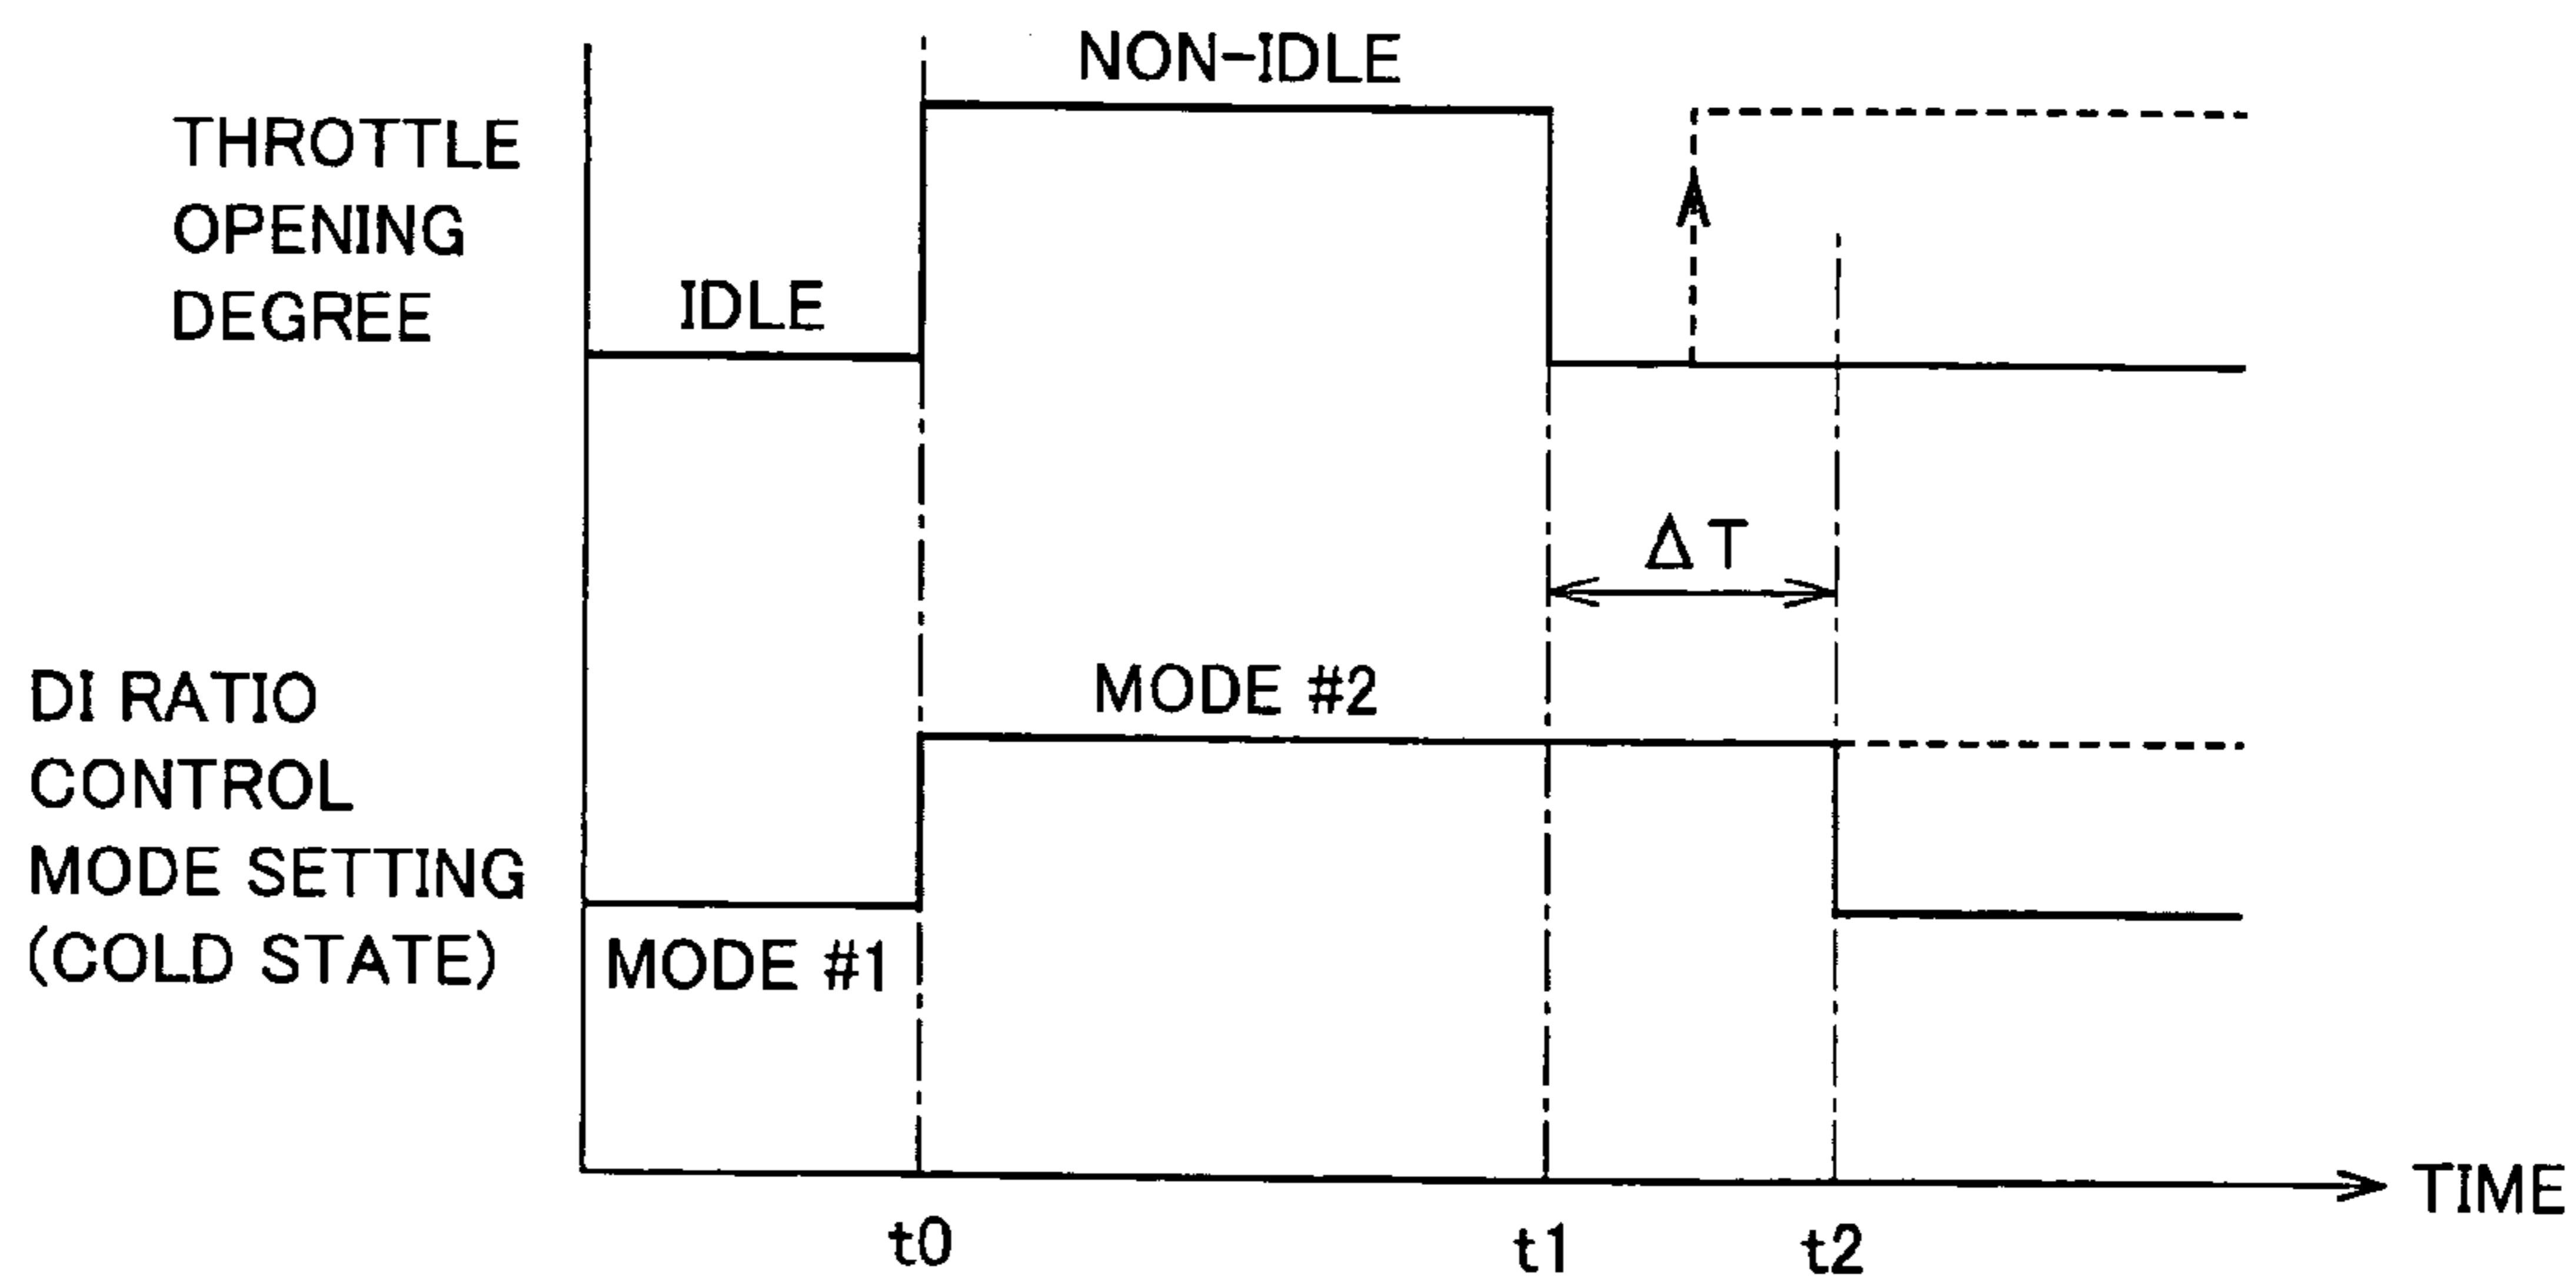 NON-IDLE
THROTTLE
OPENING
DEGREE
IDLE
ΔT
MODE #2
DI RATIO
CONTROL
MODE SETTING
(COLD STATE)
MODE #1
TIME
t0
t1
t2